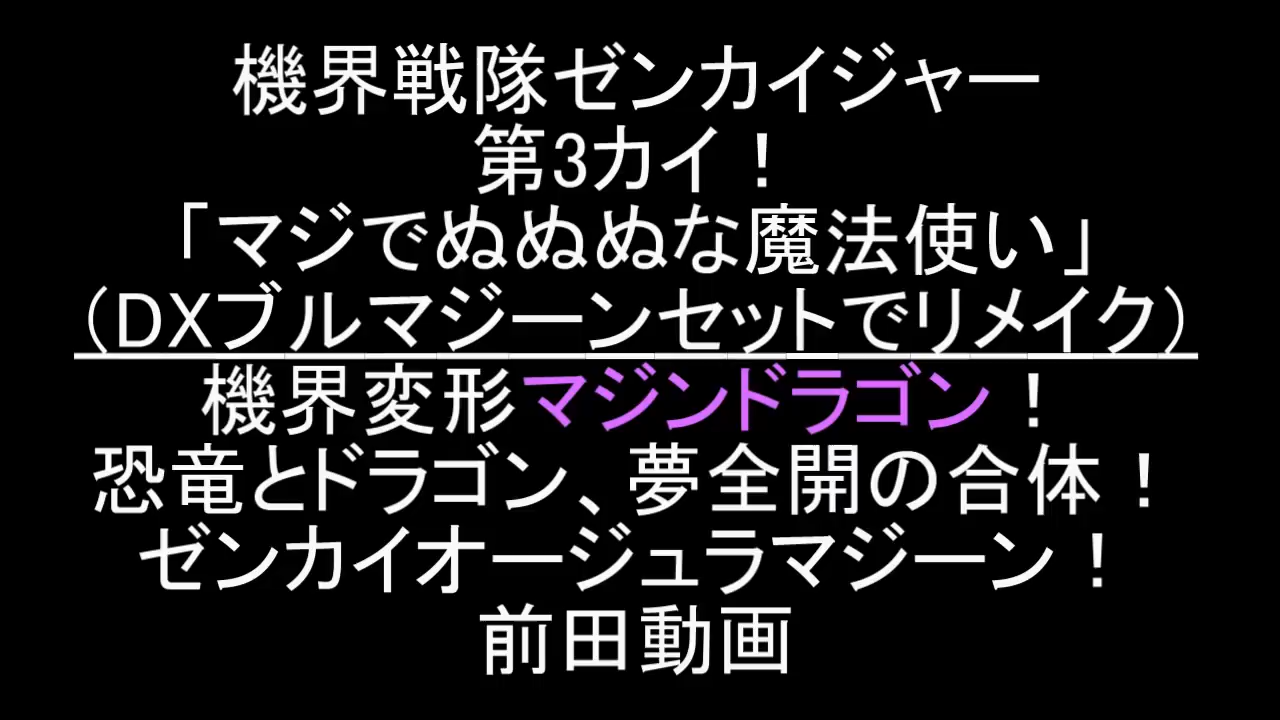 機界戦隊ゼンカイジャー
第3カイ！
「マジでぬぬぬな魔法使い」
（DXブルマジーンセットでリメイク）
機界変形マジンドラゴン！
恐竜とドラゴン、夢全開の合体！
ゼンカイオージュラマジーン！
前田動画